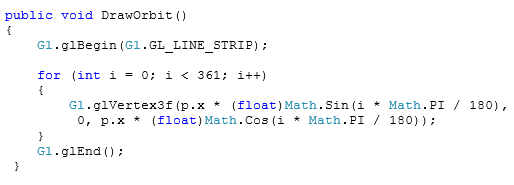 public void DrawOrbit()
{
    Gl.glBegin(Gl.GL_LINE_STRIP);

    for (int i = 0; i < 361; i++)
    {
        Gl.glVertex3f(p.x * (float)Math.Sin(i * Math.PI / 180),
         0, p.x * (float)Math.Cos(i * Math.PI / 180));
    }
    Gl.glEnd();
 }